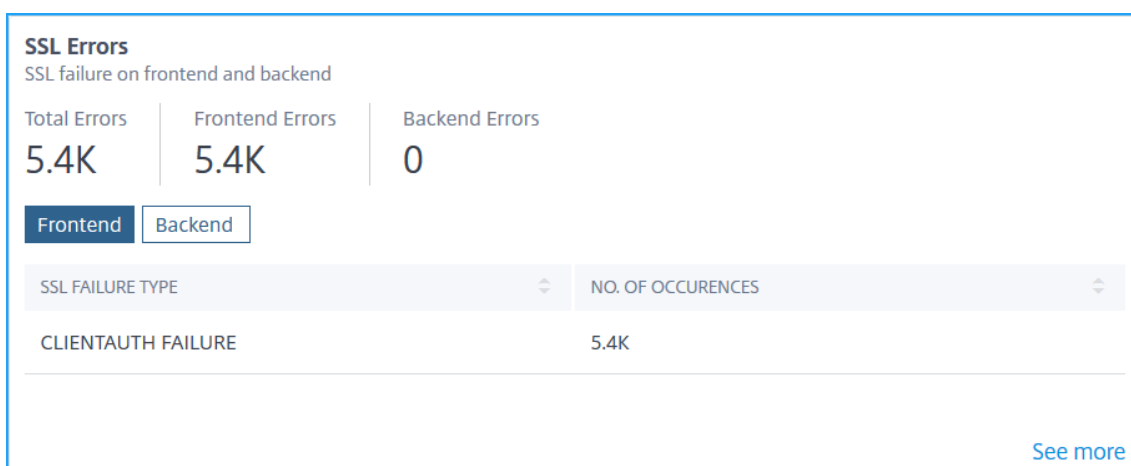 SSL Errors
SSL failure on frontend and backend
Total Errors Frontend Errors Backend Errors
5.4K 5.4K 0
Frontend Backend
SSL FAILURE TYPE NO. OF OCCURENCES
CLIENTAUTH FAILURE 5.4K
See more